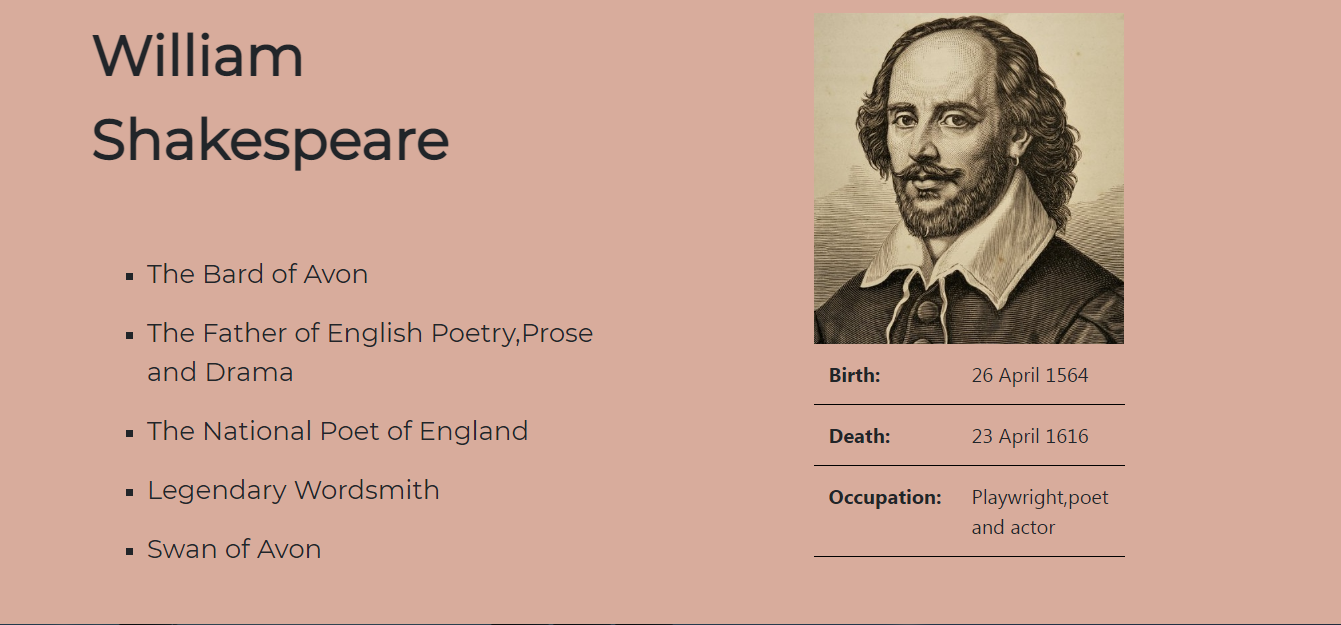 William
Shakespeare
▪ The Bard of Avon
▪ The Father of English Poetry,Prose
and Drama
▪ The National Poet of England
▪ Legendary Wordsmith
▪ Swan of Avon
Birth: 26 April 1564
Death: 23 April 1616
Occupation: Playwright,poet
and actor